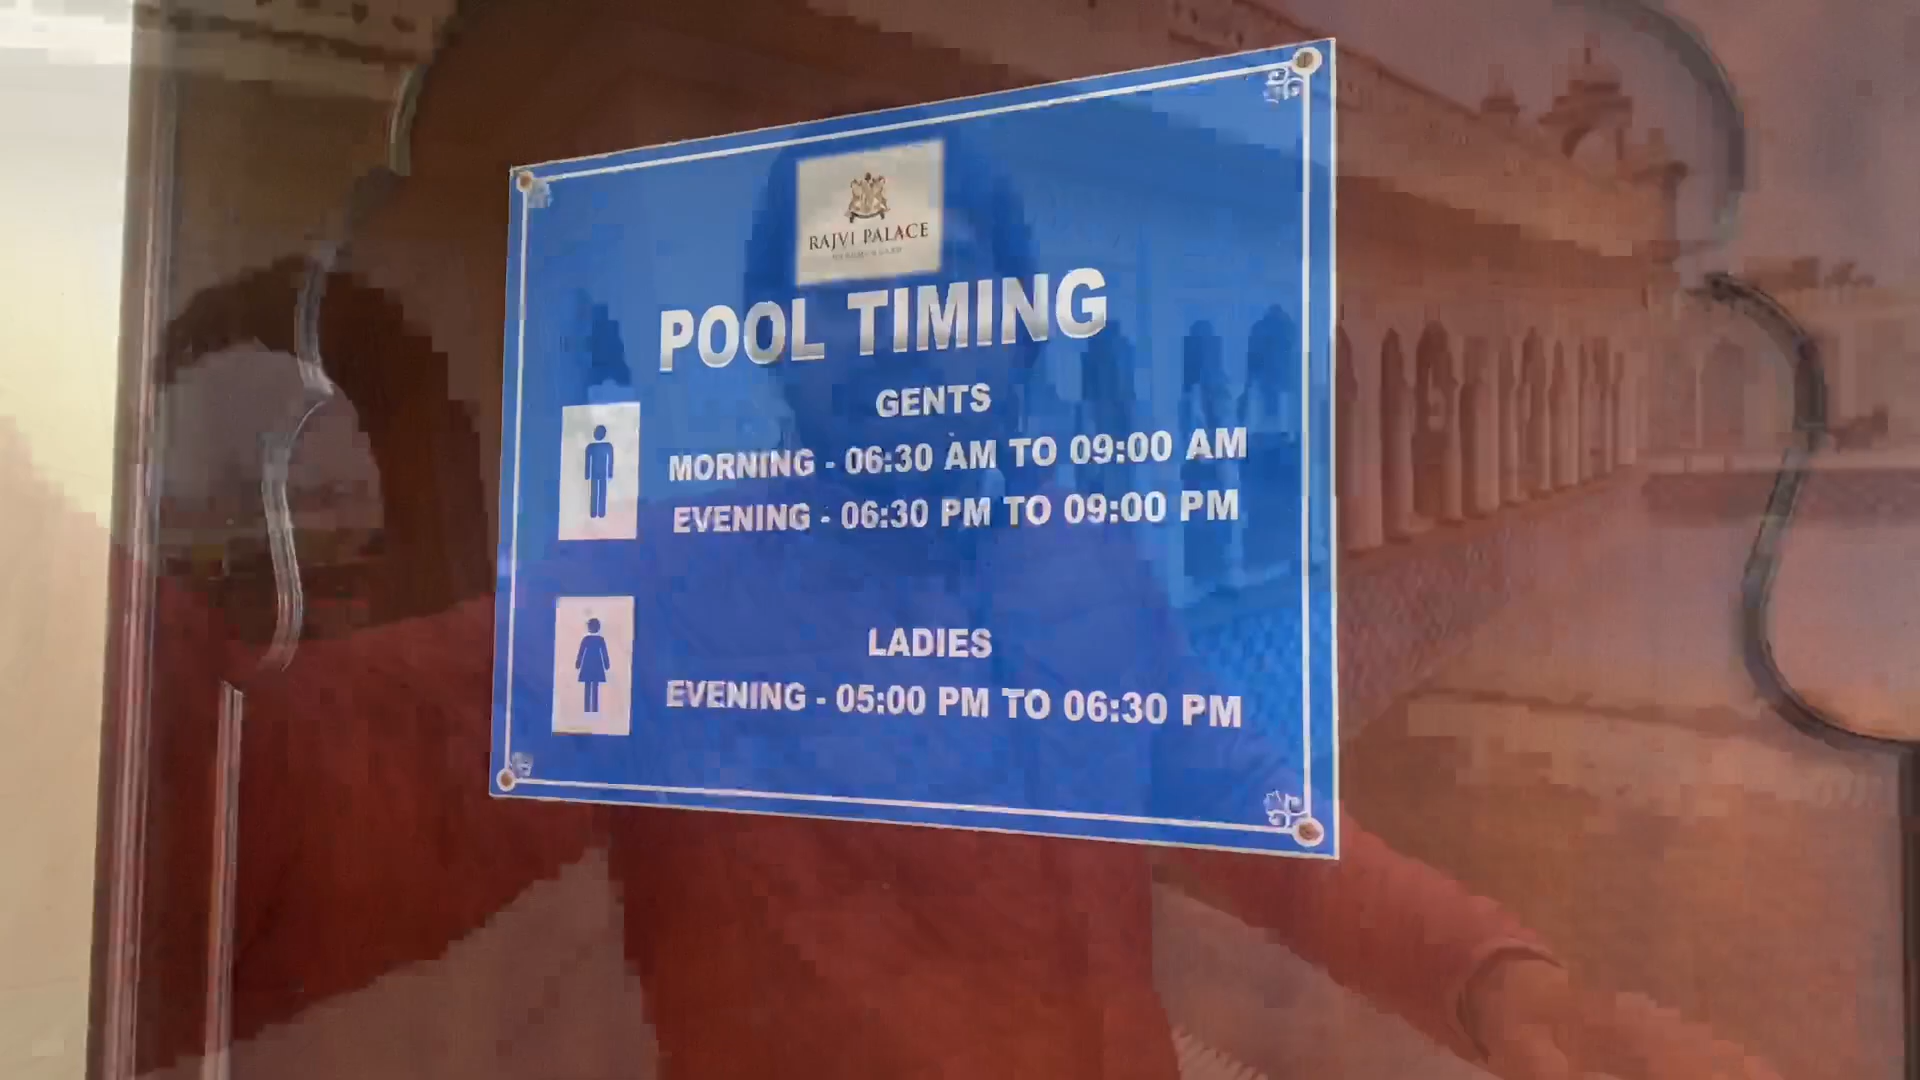 RAJVI PALACE
POOL TIMING
GENTS
MORNING - 06:30 AM TO 09:00 AM
EVENING - 06:30 PM TO 09:00 PM
LADIES
EVENING - 05:00 PM TO 06:30 PM